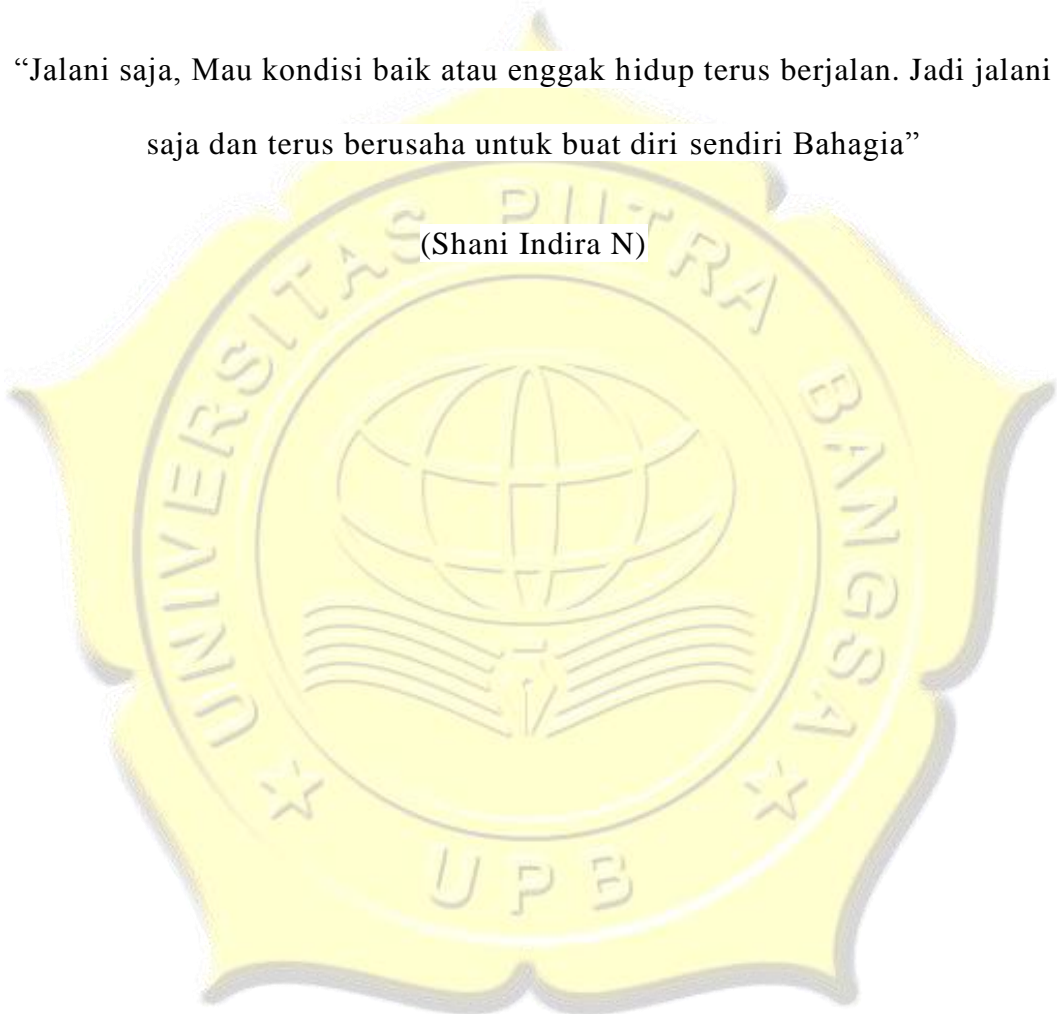 “Jalani saja, Mau kondisi baik atau enggak hidup terus berjalan. Jadi jalani
saja dan terus berusaha untuk buat diri sendiri Bahagia”
(Shani Indira N)
UNIVERSITAS PUTRA BANGSA
UPB